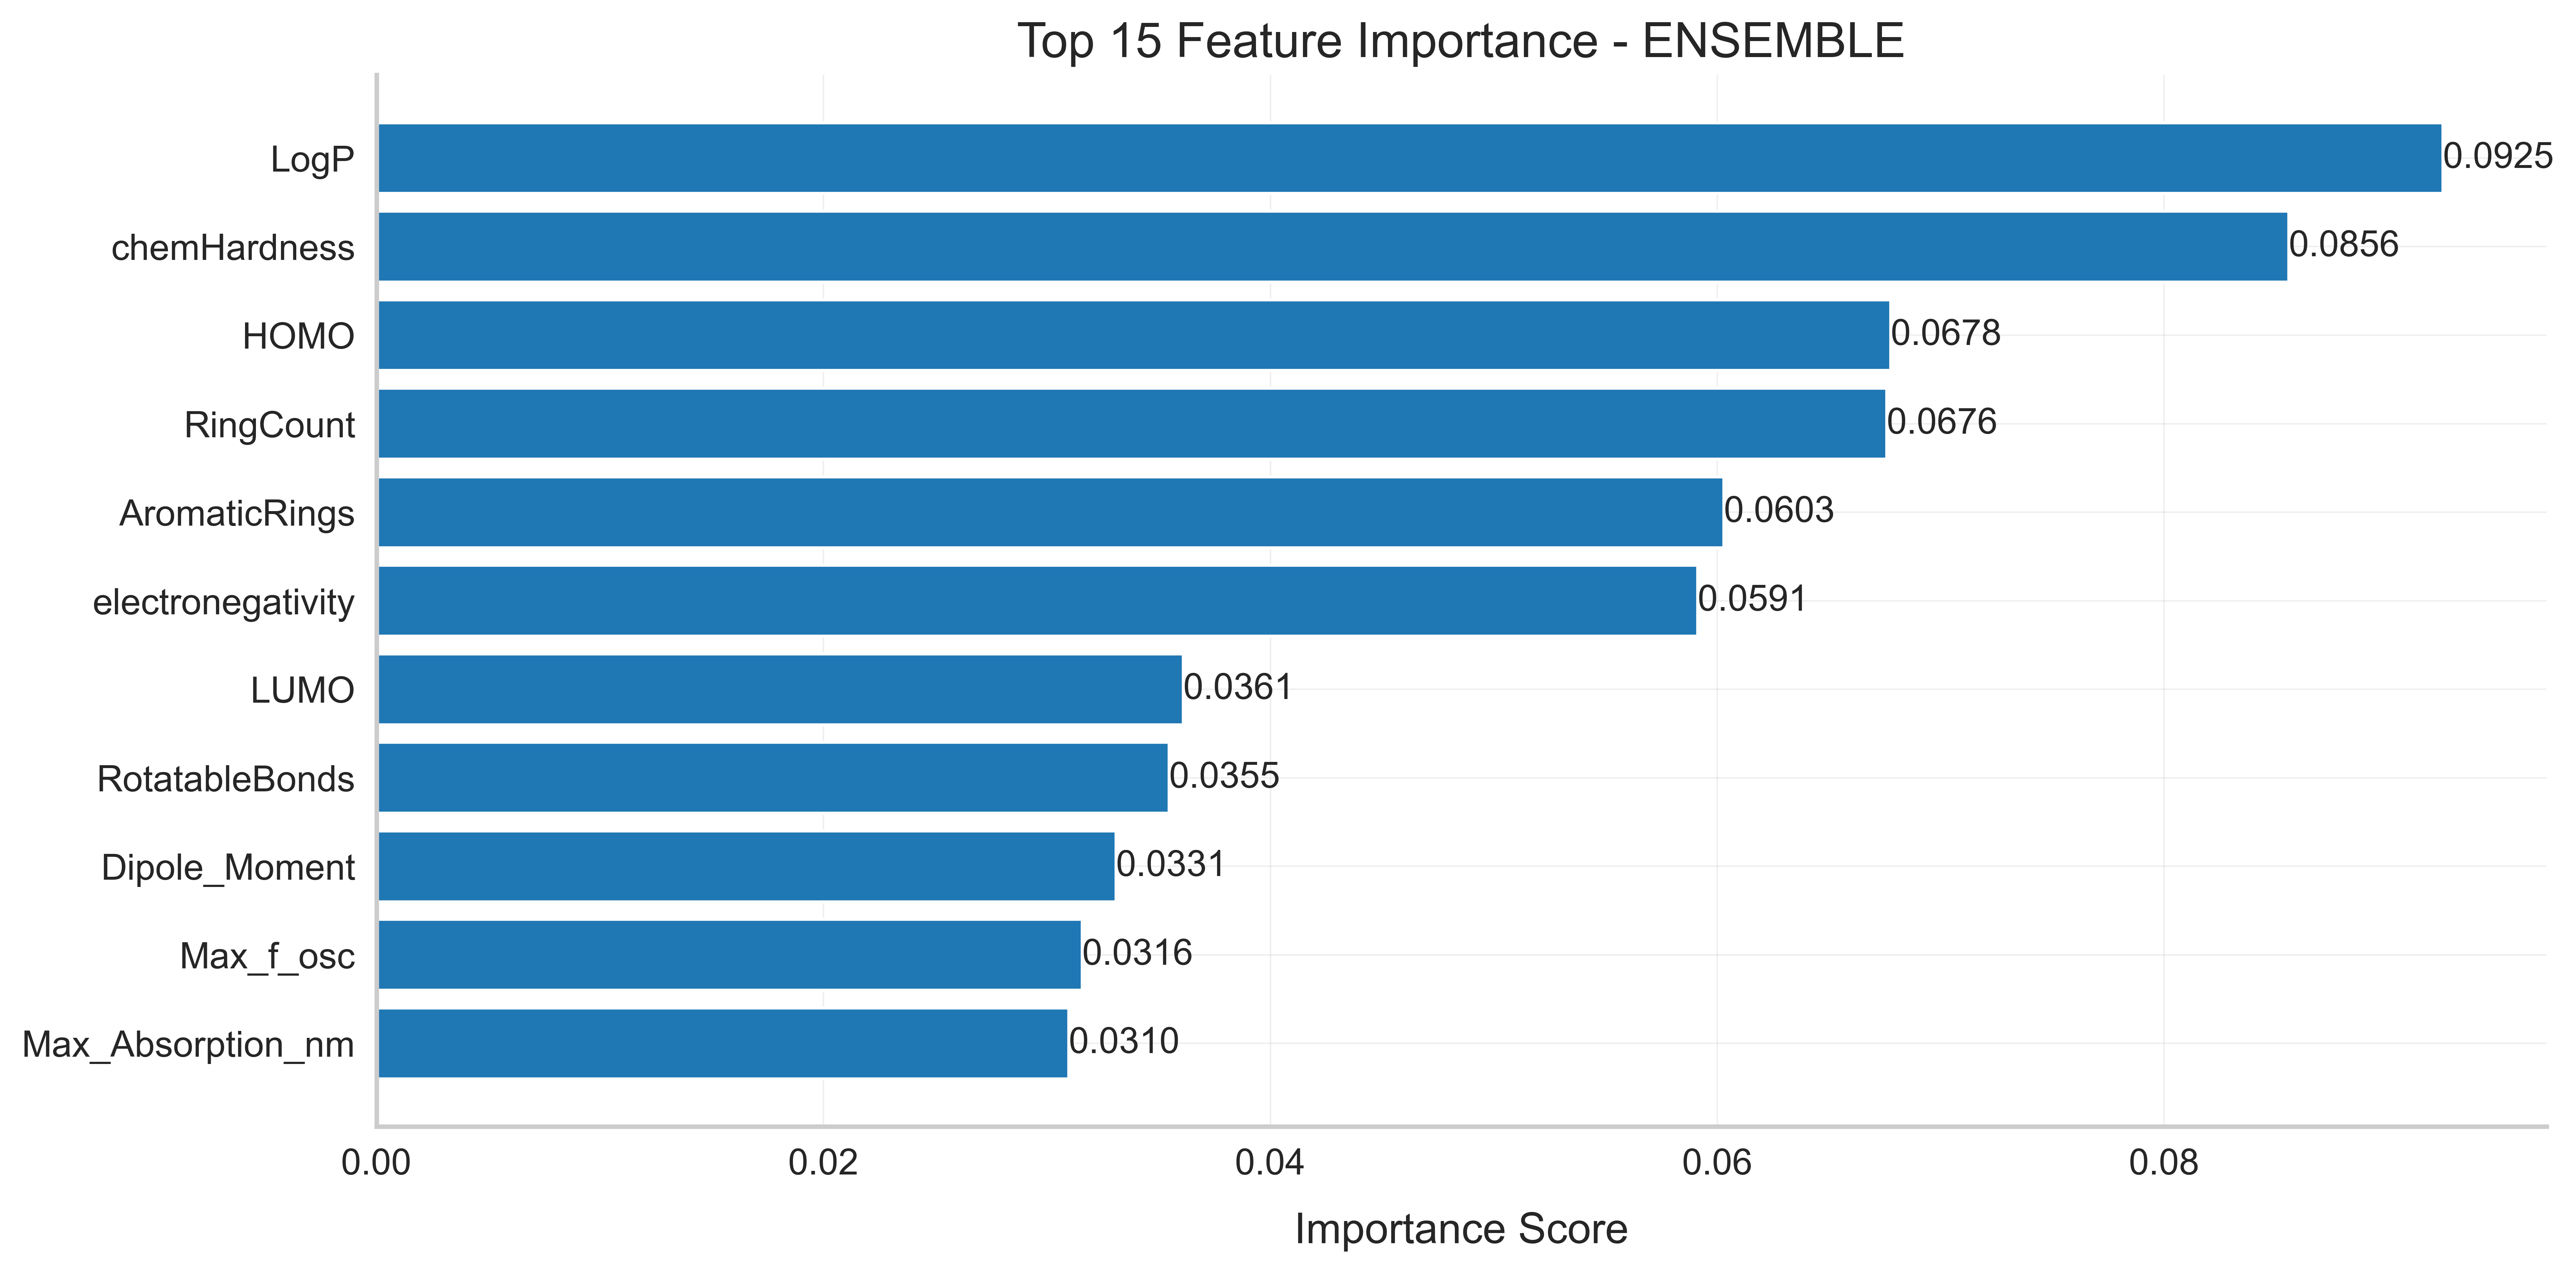 Top 15 Feature Importance - ENSEMBLE
LogP 0.0925
chemHardness 0.0856
HOMO 0.0678
RingCount 0.0676
AromaticRings 0.0603
electronegativity 0.0591
LUMO 0.0361
RotatableBonds 0.0355
Dipole_Moment 0.0331
Max_f_osc 0.0316
Max_Absorption_nm 0.0310
0.00 0.02 0.04 0.06 0.08
Importance Score